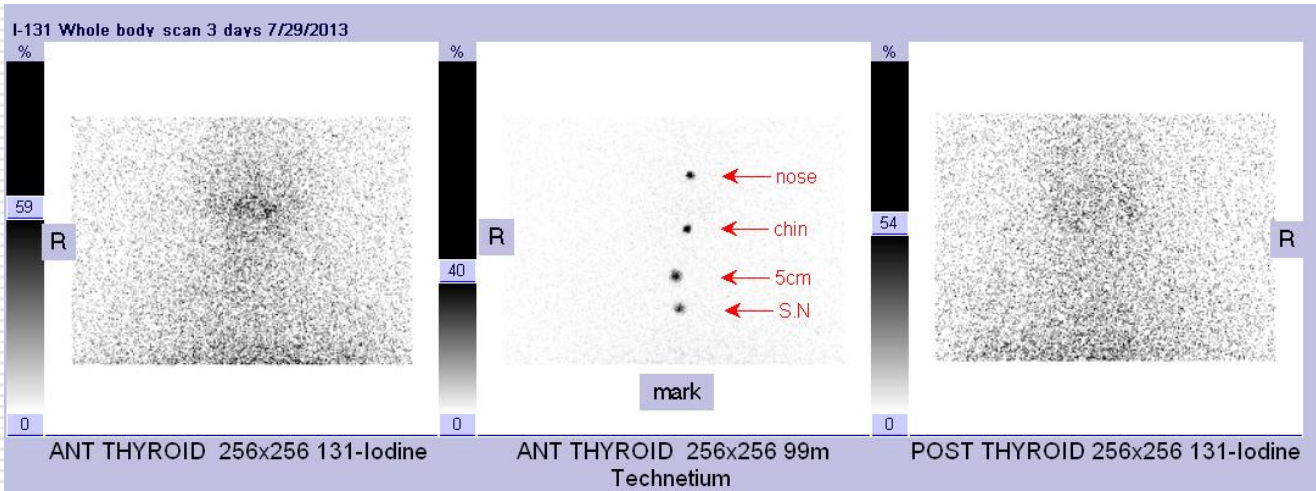 I-131 Whole body scan 3 days 7/29/2013
%
59
0
R
ANT THYROID 256x256 131-Iodine
%
40
0
R
nose
chin
5cm
S.N
mark
ANT THYROID 256x256 99m
Technetium
%
54
0
R
POST THYROID 256x256 131-Iodine